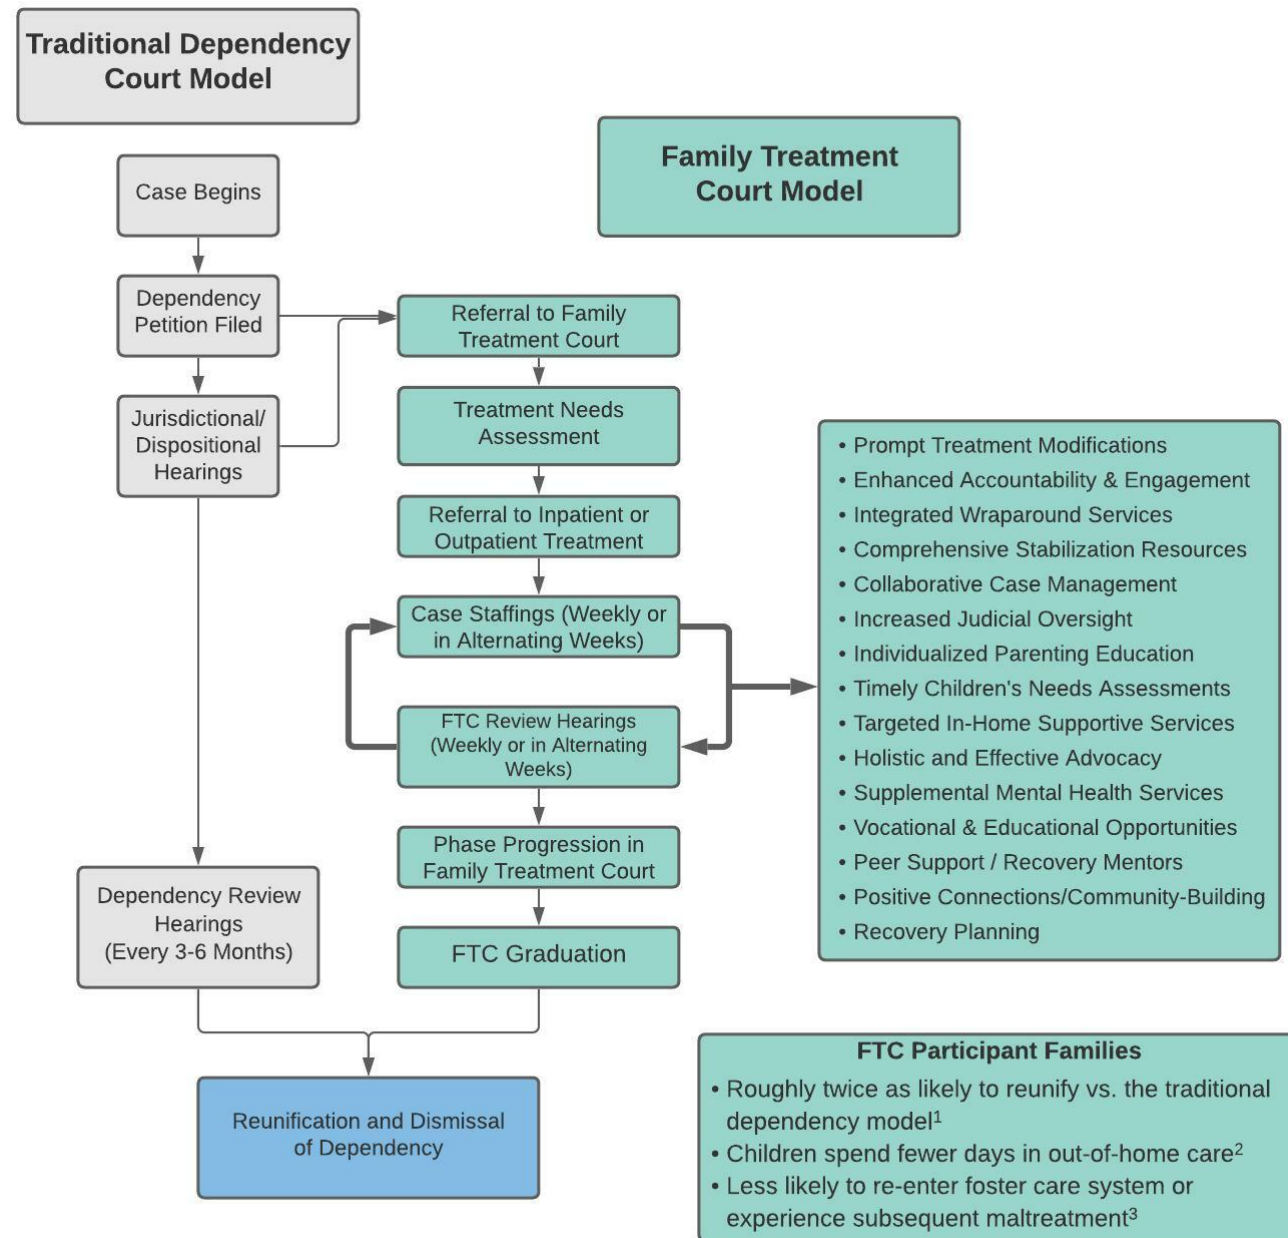 Traditional Dependency
Court Model
Family Treatment
Court Model
Case Begins
Dependency
Petition Filed
Jurisdictional/
Dispositional
Hearings
Dependency Review
Hearings
(Every 3-6 Months)
Referral to Family
Treatment Court
Treatment Needs
Assessment
Referral to Inpatient or
Outpatient Treatment
Case Staffings (Weekly or
in Alternating Weeks)
FTC Review Hearings
(Weekly or in Alternating
Weeks)
Phase Progression in
Family Treatment Court
FTC Graduation
• Prompt Treatment Modifications
• Enhanced Accountability & Engagement
• Integrated Wraparound Services
• Comprehensive Stabilization Resources
• Collaborative Case Management
• Increased Judicial Oversight
• Individualized Parenting Education
• Timely Children's Needs Assessments
• Targeted In-Home Supportive Services
• Holistic and Effective Advocacy
• Supplemental Mental Health Services
• Vocational & Educational Opportunities
• Peer Support / Recovery Mentors
• Positive Connections/Community-Building
• Recovery Planning
Reunification and Dismissal
of Dependency
FTC Participant Families
• Roughly twice as likely to reunify vs. the traditional
dependency model¹
• Children spend fewer days in out-of-home care²
• Less likely to re-enter foster care system or
experience subsequent maltreatment³